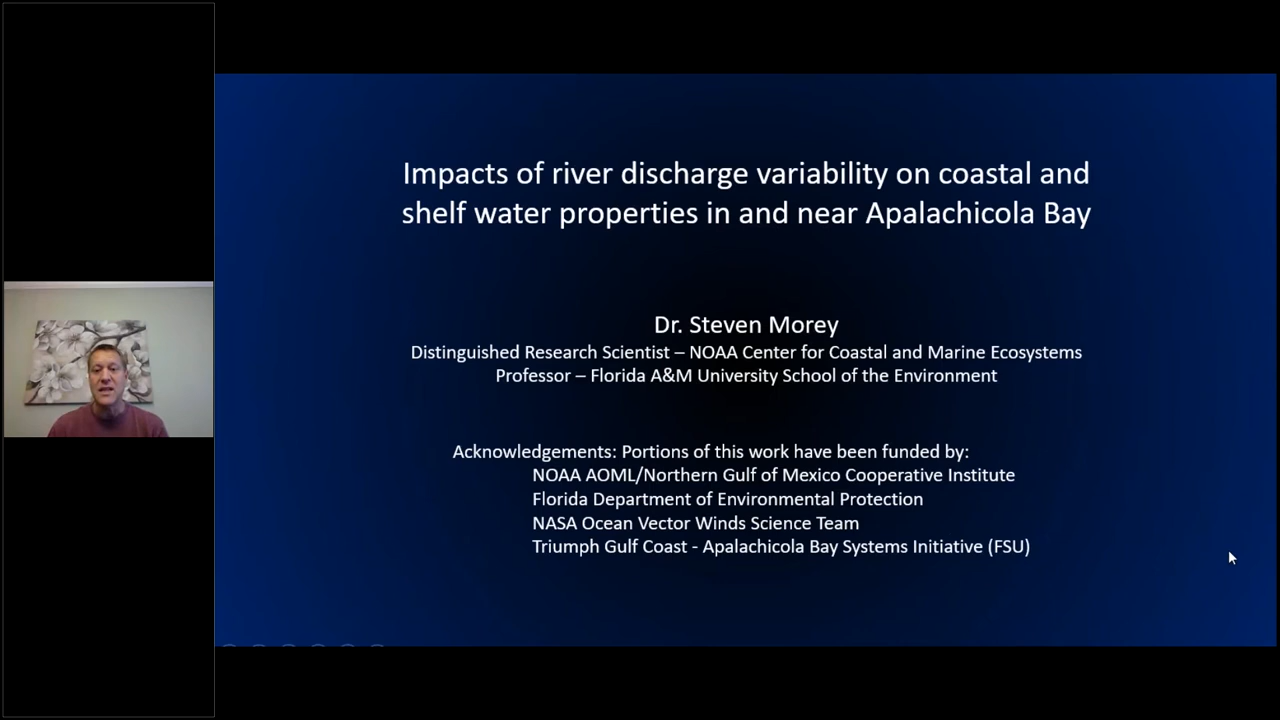 Impacts of river discharge variability on coastal and
shelf water properties in and near Apalachicola Bay
Dr. Steven Morey
Distinguished Research Scientist – NOAA Center for Coastal and Marine Ecosystems
Professor – Florida A&M University School of the Environment
Acknowledgements: Portions of this work have been funded by:
NOAA AOML/Northern Gulf of Mexico Cooperative Institute
Florida Department of Environmental Protection
NASA Ocean Vector Winds Science Team
Triumph Gulf Coast - Apalachicola Bay Systems Initiative (FSU)